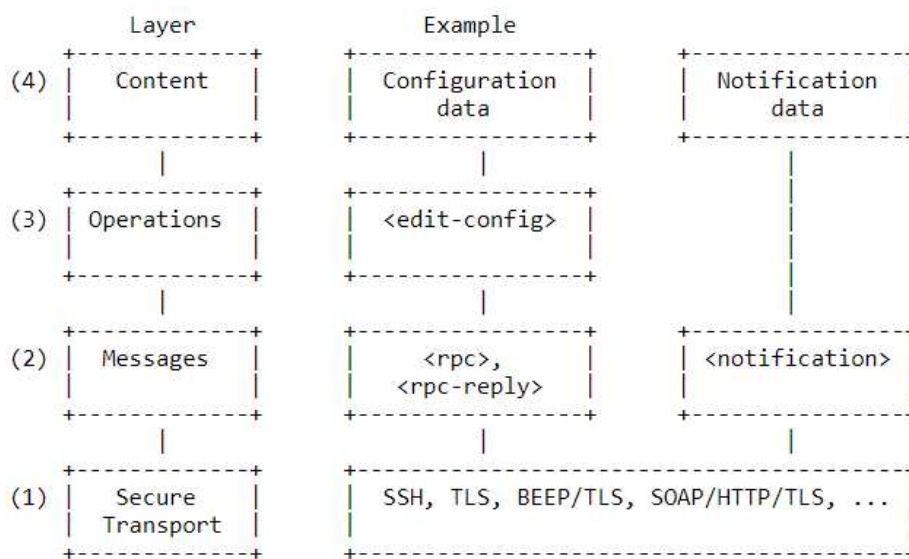 Layer Example
(4) Content Configuration Notification
data data
(3) Operations <edit-config>
(2) Messages <rpc>, <notification>
<rpc-reply>
(1) Secure SSH, TLS, BEEP/TLS, SOAP/HTTP/TLS, ...
Transport